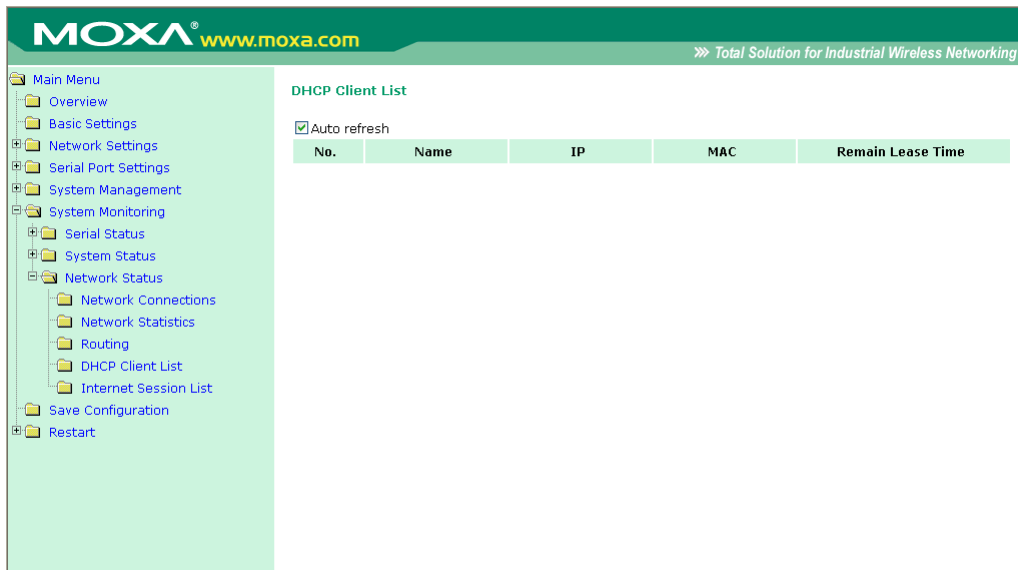 MOXA® www.moxa.com
Total Solution for Industrial Wireless Networking
Main Menu
Overview
Basic Settings
Network Settings
Serial Port Settings
System Management
System Monitoring
Serial Status
System Status
Network Status
Network Connections
Network Statistics
Routing
DHCP Client List
Internet Session List
Save Configuration
Restart
DHCP Client List
Auto refresh
No. Name IP MAC Remain Lease Time